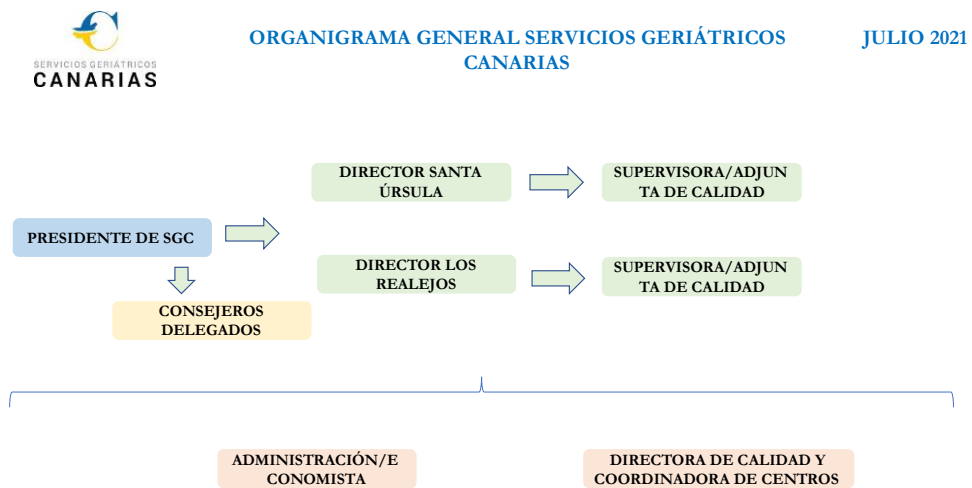 SERVICIOS GERIÁTRICOS
CANARIAS
ORGANIGRAMA GENERAL SERVICIOS GERIÁTRICOS
CANARIAS
JULIO 2021
DIRECTOR SANTA
ÚRSULA
SUPERVISORA/ADJUN
TA DE CALIDAD
PRESIDENTE DE SGC
DIRECTOR LOS
REALEJOS
SUPERVISORA/ADJUN
TA DE CALIDAD
CONSEJEROS
DELEGADOS
ADMINISTRACIÓN/E
CONOMISTA
DIRECTORA DE CALIDAD Y
COORDINADORA DE CENTROS